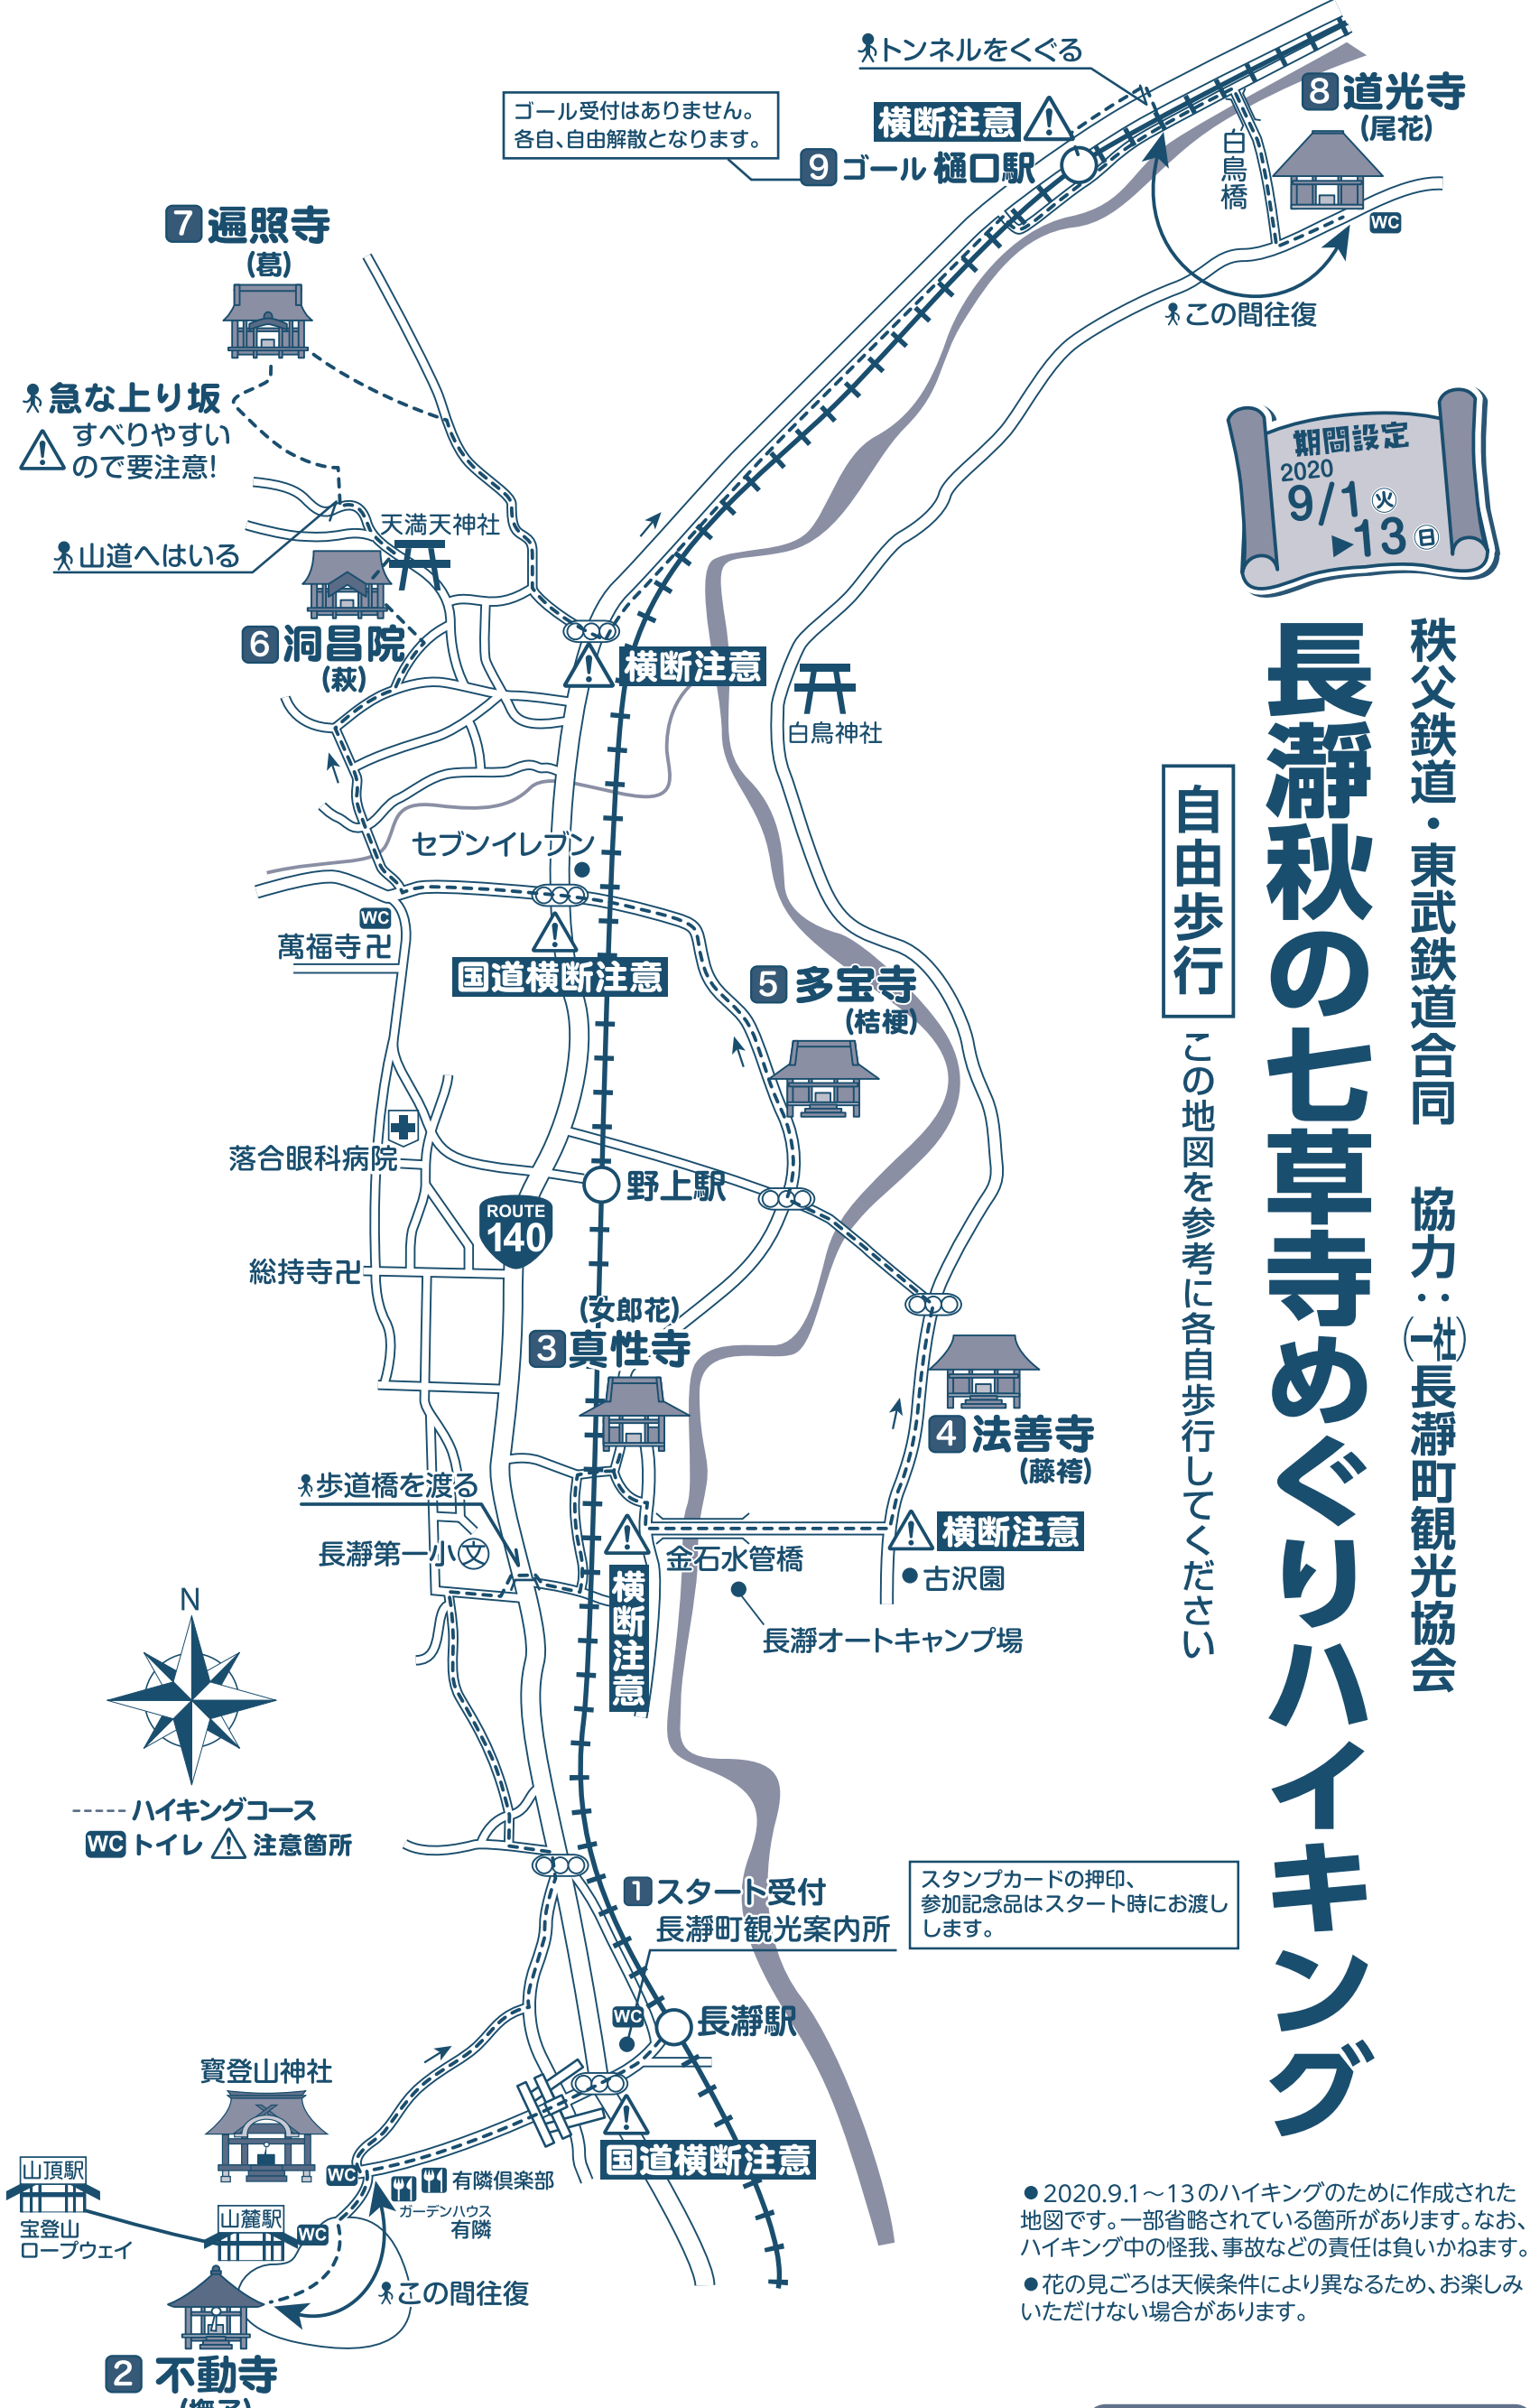 秩父鉄道・東武鉄道合同　協力：(一社)長瀞町観光協会
長瀞秋の七草寺めぐりハイキング
自由歩行
この地図を参考に各自歩行してください
期間設定
2020
9/1㊋
▶13㊐
トンネルをくぐる
横断注意
ゴール受付はありません。
各自、自由解散となります。
9 ゴール 樋口駅
8 道光寺
(尾花)
白鳥橋
WC
この間往復
7 遍照寺
(葛)
急な上り坂
すべりやすい
ので要注意!
山道へはいる
天満天神社
6 洞昌院
(萩)
横断注意
白鳥神社
セブンイレブン
WC
萬福寺卍
国道横断注意
5 多宝寺
(桔梗)
落合眼科病院
野上駅
ROUTE
140
総持寺卍
(女郎花)
3 真性寺
4 法善寺
(藤袴)
歩道橋を渡る
長瀞第一小 文
横断注意
金石水管橋
横断注意
古沢園
長瀞オートキャンプ場
N
ハイキングコース
WC トイレ 注意箇所
1 スタート受付
長瀞町観光案内所
スタンプカードの押印、
参加記念品はスタート時にお渡し
します。
WC
長瀞駅
国道横断注意
寳登山神社
WC
有隣倶楽部
ガーデンハウス
有隣
山頂駅
宝登山
ロープウェイ
山麓駅
WC
この間往復
2 不動寺
●2020.9.1～13のハイキングのために作成された
地図です。一部省略されている箇所があります。なお、
ハイキング中の怪我、事故などの責任は負いかねます。
●花の見ごろは天候条件により異なるため、お楽しみ
いただけない場合があります。